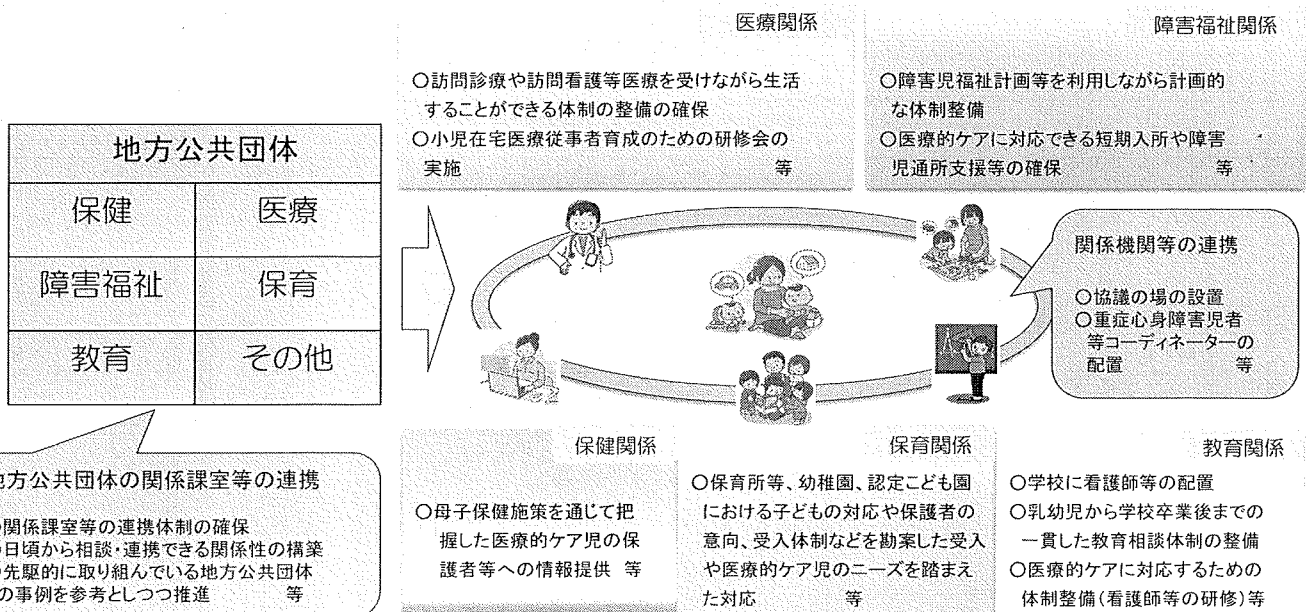 医療関係
○訪問診療や訪問看護等医療を受けながら生活
することができる体制の整備の確保
○小児在宅医療従事者育成のための研修会の
実施 等
障害福祉関係
○障害児福祉計画等を利用しながら計画的
な体制整備
○医療的ケアに対応できる短期入所や障害
児通所支援等の確保 等
地方公共団体
保健 医療
障害福祉 保育
教育 その他
関係機関等の連携
○協議の場の設置
○重症心身障害児者
等コーディネーターの
配置 等
地方公共団体の関係課室等の連携
○関係課室等の連携体制の確保
○日頃から相談・連携できる関係性の構築
○先駆的に取り組んでいる地方公共団体
の事例を参考としつつ推進 等
保健関係
○母子保健施策を通じて把
握した医療的ケア児の保
護者等への情報提供 等
保育関係
○保育所等、幼稚園、認定こども園
における子どもの対応や保護者の
意向、受入体制などを勘案した受入
や医療的ケア児のニーズを踏まえ
た対応 等
教育関係
○学校に看護師等の配置
○乳幼児から学校卒業後までの
一貫した教育相談体制の整備
○医療的ケアに対応するための
体制整備(看護師等の研修)等